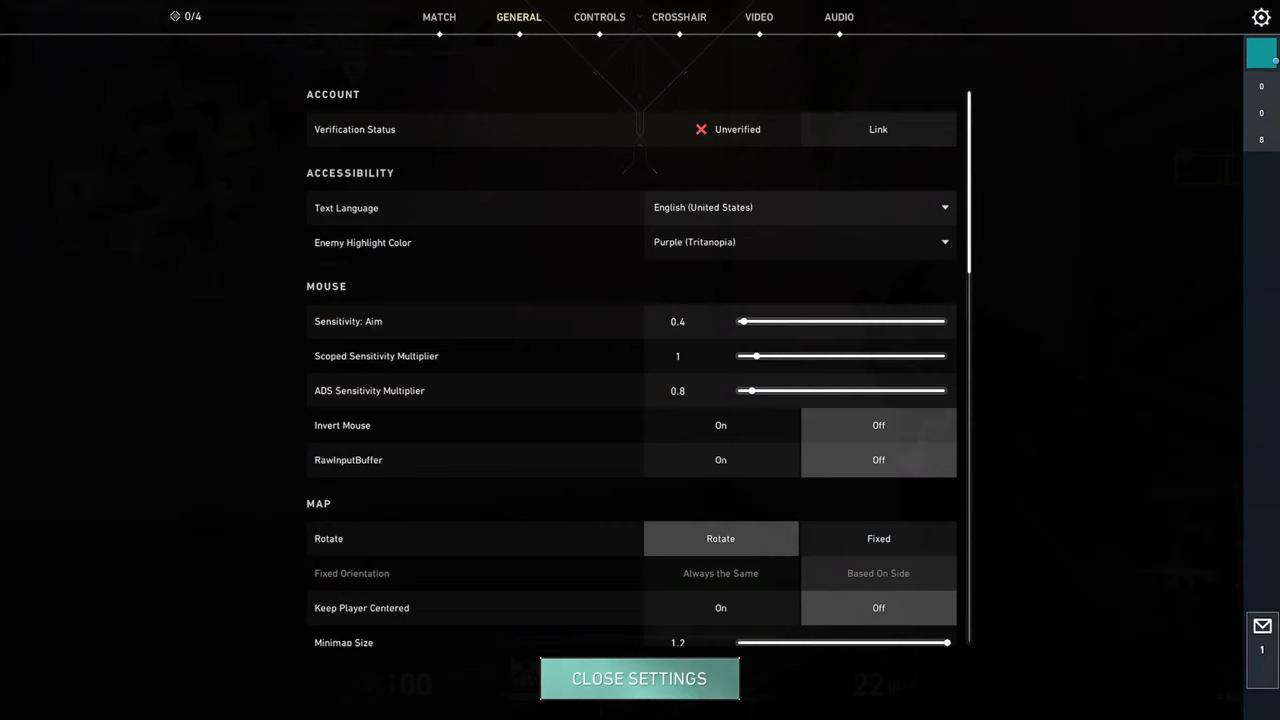 0/4
MATCH GENERAL CONTROLS CROSSHAIR VIDEO AUDIO
ACCOUNT
Verification Status Unverified Link
ACCESSIBILITY
Text Language English (United States)
Enemy Highlight Color Purple (Tritanopia)
MOUSE
Sensitivity: Aim 0.4
Scoped Sensitivity Multiplier 1
ADS Sensitivity Multiplier 0.8
Invert Mouse On Off
RawInputBuffer On Off
MAP
Rotate Rotate Fixed
Fixed Orientation Always the Same Based On Side
Keep Player Centered On Off
Minimap Size 1.2
CLOSE SETTINGS
100
22
0
0
8
1